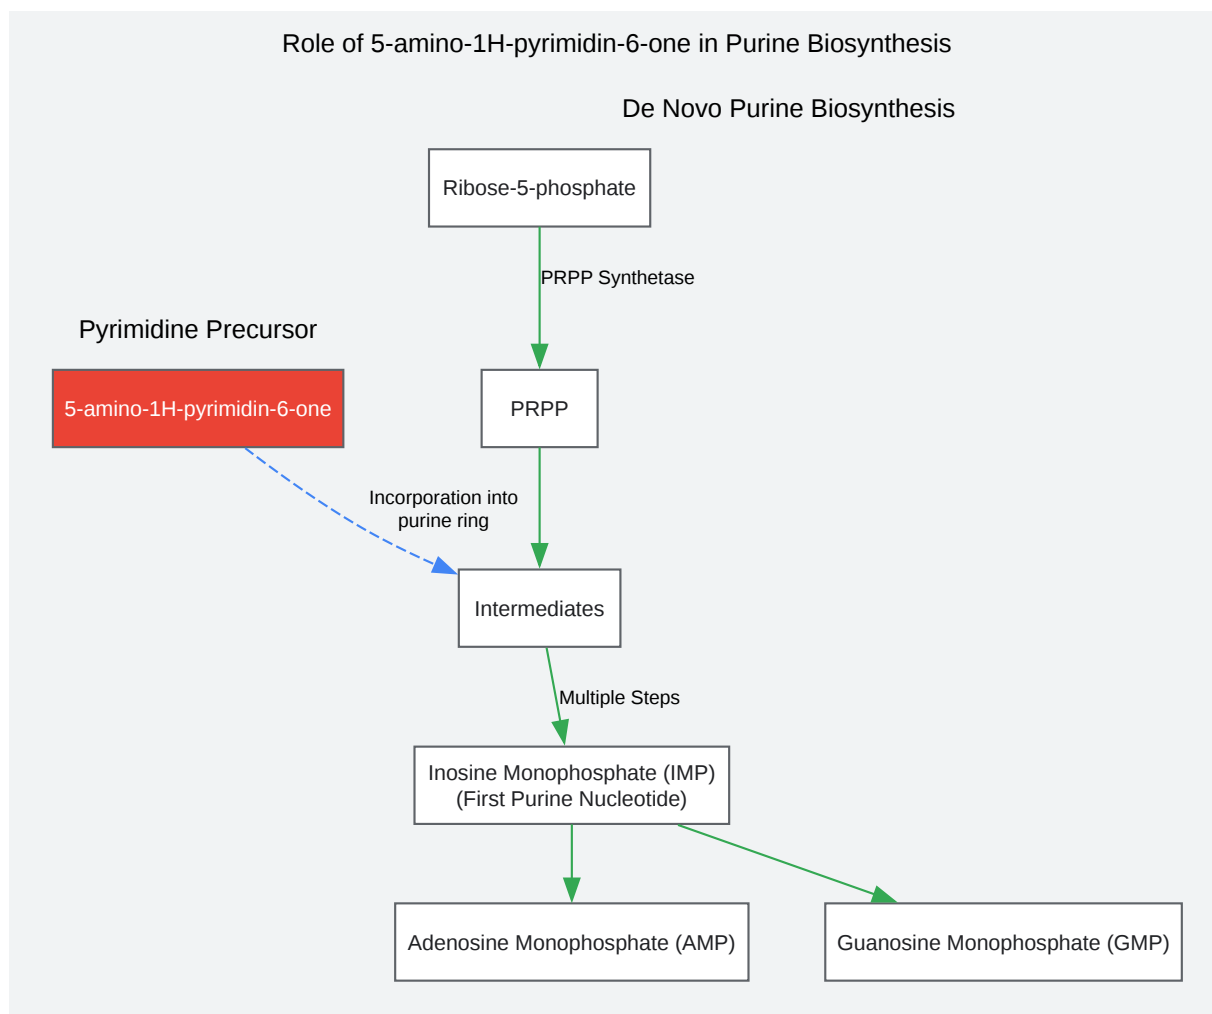 Role of 5-amino-1H-pyrimidin-6-one in Purine Biosynthesis
De Novo Purine Biosynthesis
Ribose-5-phosphate
PRPP Synthetase
Pyrimidine Precursor
5-amino-1H-pyrimidin-6-one
PRPP
Incorporation into
purine ring
Intermediates
Multiple Steps
Inosine Monophosphate (IMP)
(First Purine Nucleotide)
Adenosine Monophosphate (AMP)
Guanosine Monophosphate (GMP)